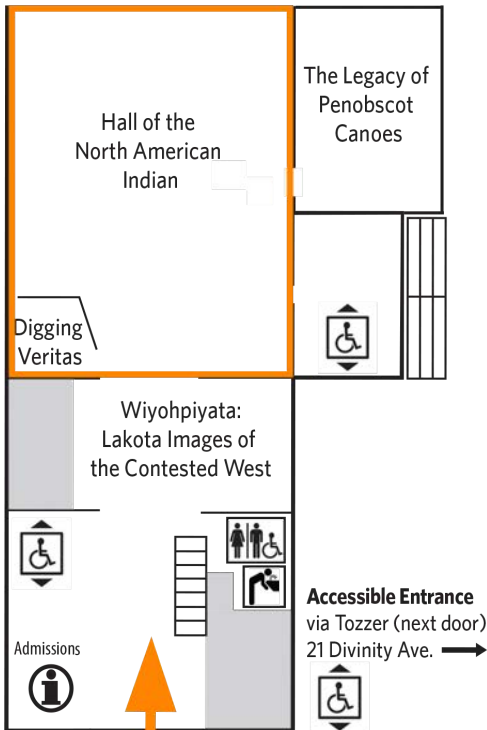 Hall of the
North American
Indian
The Legacy of
Penobscot
Canoes
Digging
Veritas
Wiyohpiyata:
Lakota Images of
the Contested West
Admissions
Accessible Entrance
via Tozzer (next door)
21 Divinity Ave.